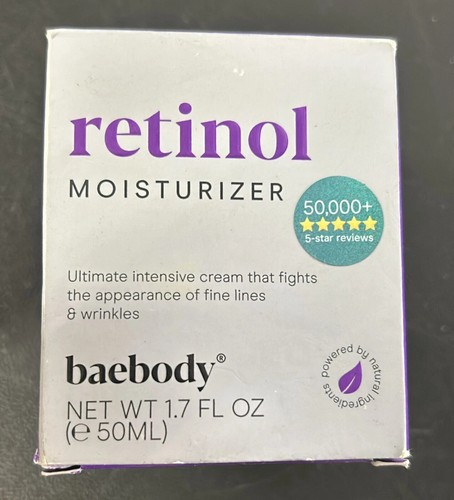 retinol
MOISTURIZER
50,000+
5-star reviews
Ultimate intensive cream that fights
the appearance of fine lines
& wrinkles
baebody®
powered by natural ingredients
NET WT 1.7 FL OZ
(℮ 50ML)